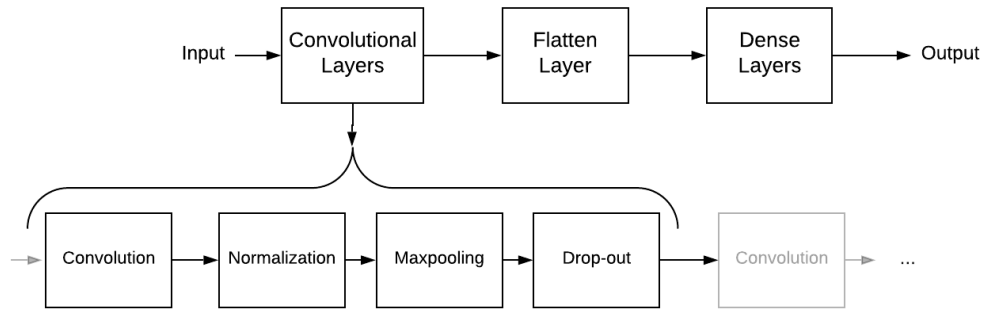 Input
Convolutional
Layers
Flatten
Layer
Dense
Layers
Output
Convolution
Normalization
Maxpooling
Drop-out
Convolution
...